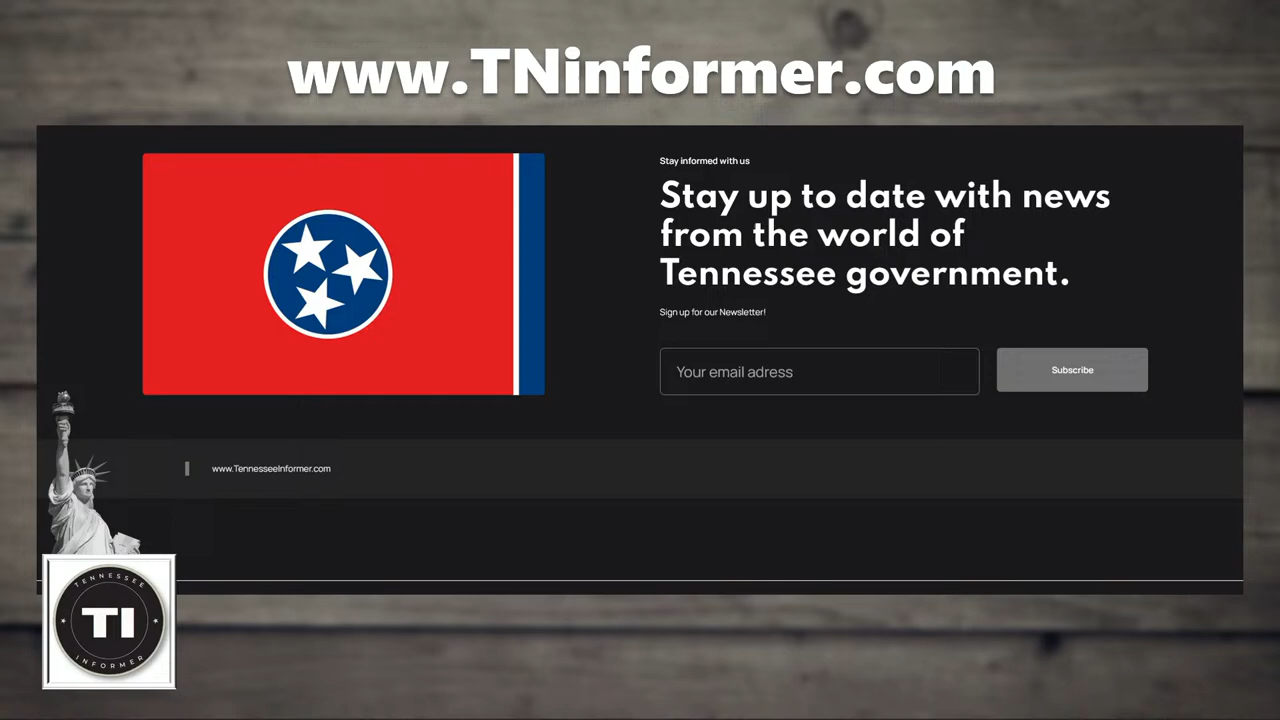 www.TNinformer.com
Stay informed with us
Stay up to date with news
from the world of
Tennessee government.
Sign up for our Newsletter!
Your email adress
Subscribe
www.TennesseeInformer.com
TENNESSEE
TI
INFORMER